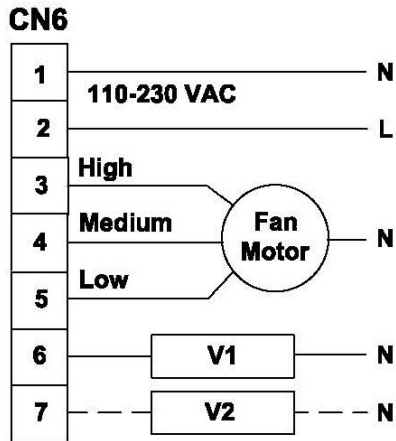 CN6
1 N
110-230 VAC
2 L
3 High
4 Medium Fan Motor N
5 Low
6 V1 N
7 V2 N